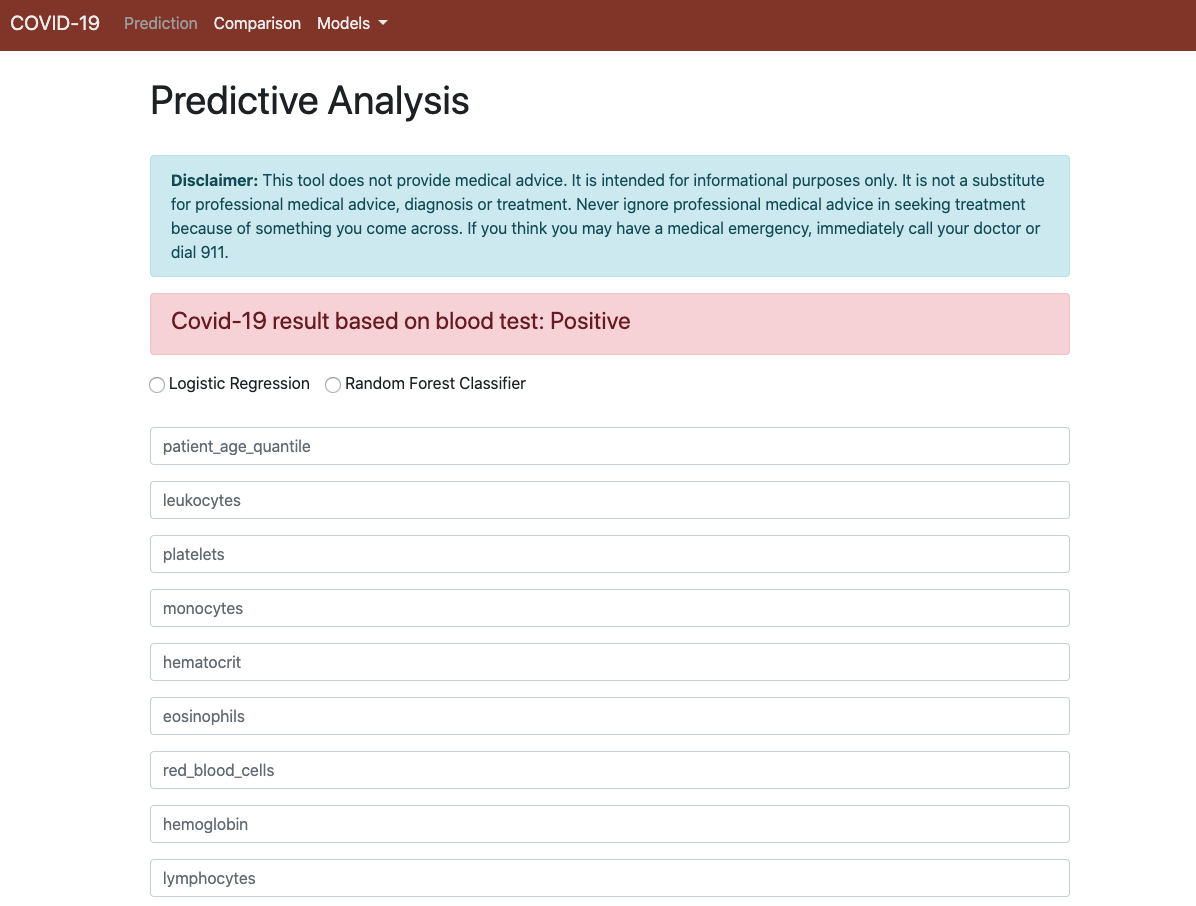 COVID-19 Prediction Comparison Models
Predictive Analysis
Disclaimer: This tool does not provide medical advice. It is intended for informational purposes only. It is not a substitute
for professional medical advice, diagnosis or treatment. Never ignore professional medical advice in seeking treatment
because of something you come across. If you think you may have a medical emergency, immediately call your doctor or
dial 911.
Covid-19 result based on blood test: Positive
Logistic Regression Random Forest Classifier
patient_age_quantile
leukocytes
platelets
monocytes
hematocrit
eosinophils
red_blood_cells
hemoglobin
lymphocytes